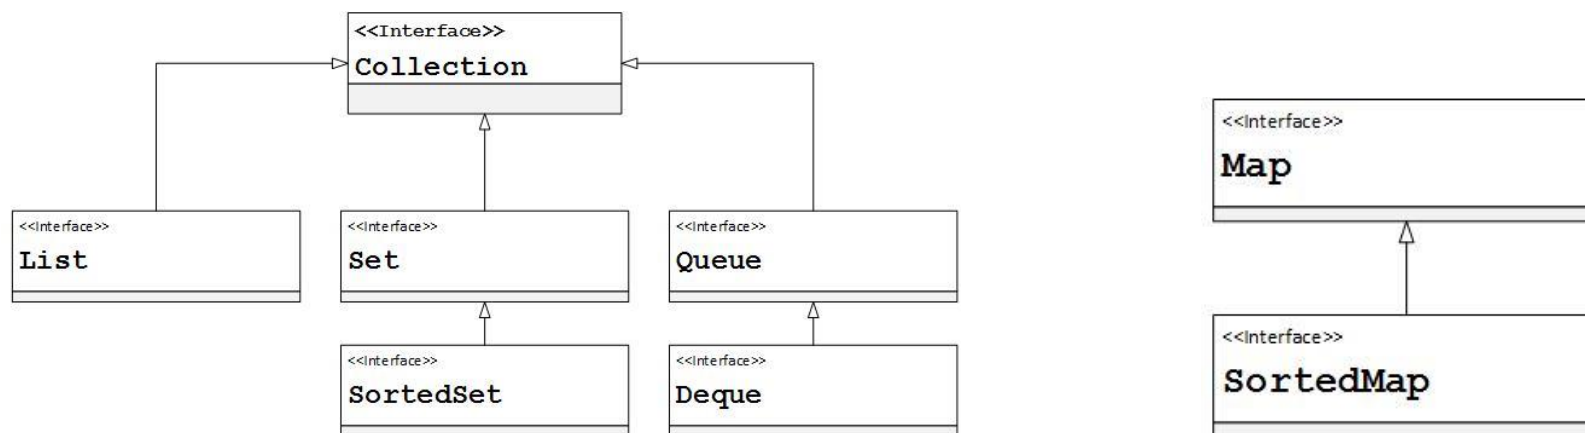 <<Interface>>
Collection
<<Interface>>
List
<<Interface>>
Set
<<Interface>>
Queue
<<Interface>>
SortedSet
<<Interface>>
Deque
<<Interface>>
Map
<<Interface>>
SortedMap